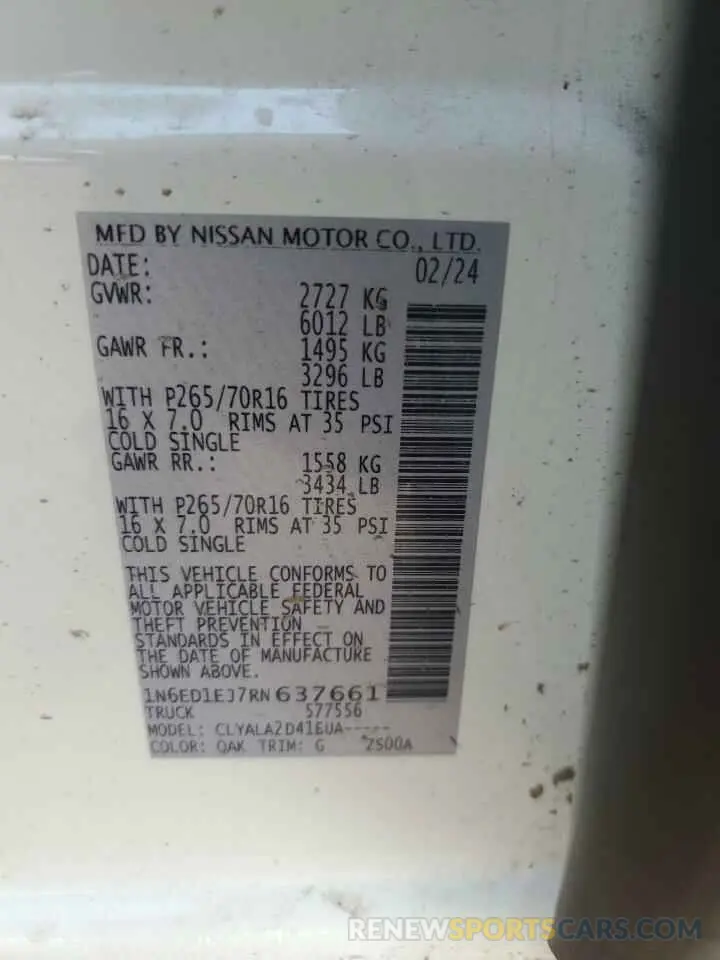 MFD BY NISSAN MOTOR CO., LTD.
DATE: 02/24
GVWR: 2727 KG
6012 LB
GAWR FR.: 1495 KG
3296 LB
WITH P265/70R16 TIRES
16 X 7.0 RIMS AT 35 PSI
COLD SINGLE
GAWR RR.: 1558 KG
3434 LB
WITH P265/70R16 TIRES
16 X 7.0 RIMS AT 35 PSI
COLD SINGLE
THIS VEHICLE CONFORMS TO
ALL APPLICABLE FEDERAL
MOTOR VEHICLE SAFETY AND
THEFT PREVENTION
STANDARDS IN EFFECT ON
THE DATE OF MANUFACTURE
SHOWN ABOVE.
1N6ED1EJ7RN637661
TRUCK 577556
MODEL: CLYALA2D41EUA-----
COLOR: QAK TRIM: G 2500A
RENEWSPORTSCARS.COM